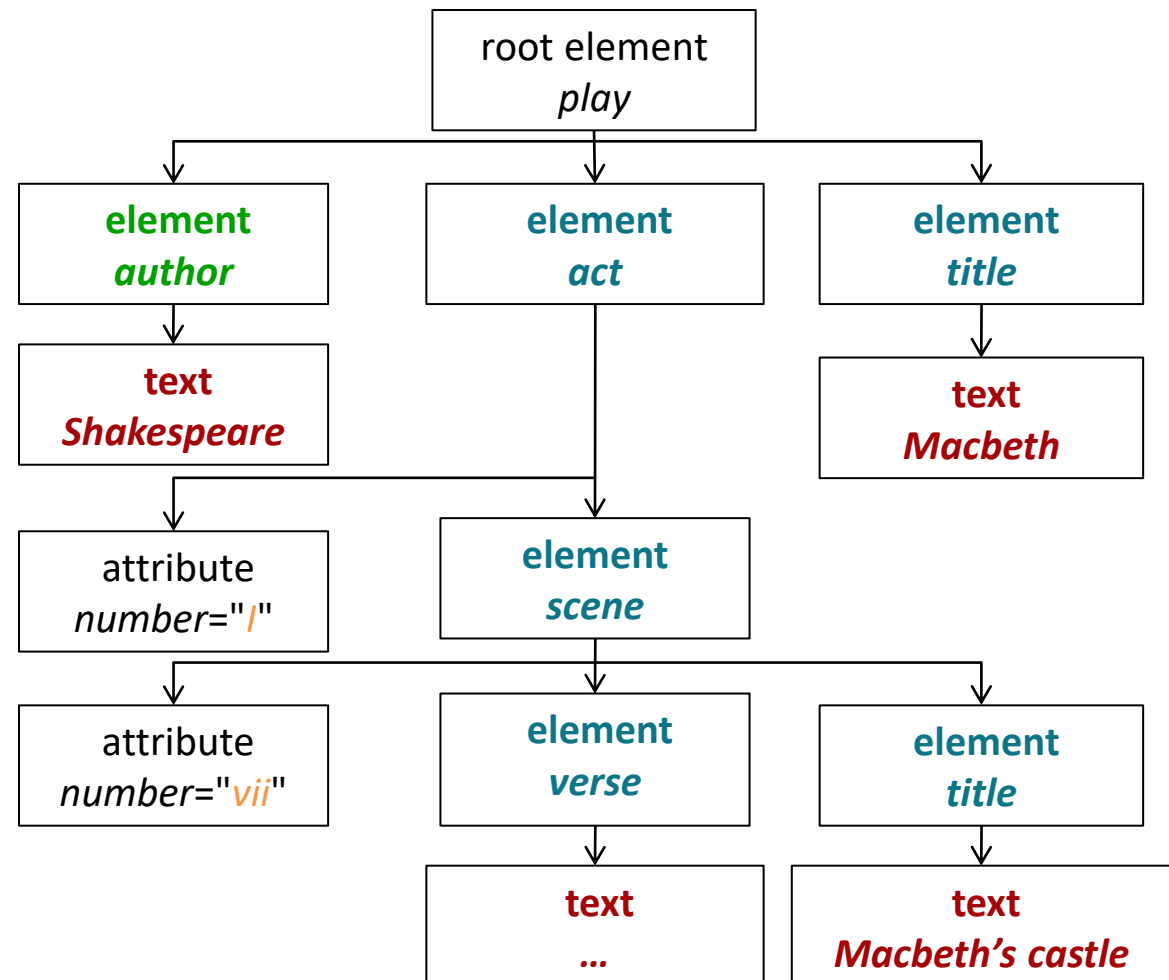 root element
play
element
author
element
act
element
title
text
Shakespeare
text
Macbeth
attribute
number="I"
element
scene
attribute
number="vii"
element
verse
element
title
text
…
text
Macbeth’s castle